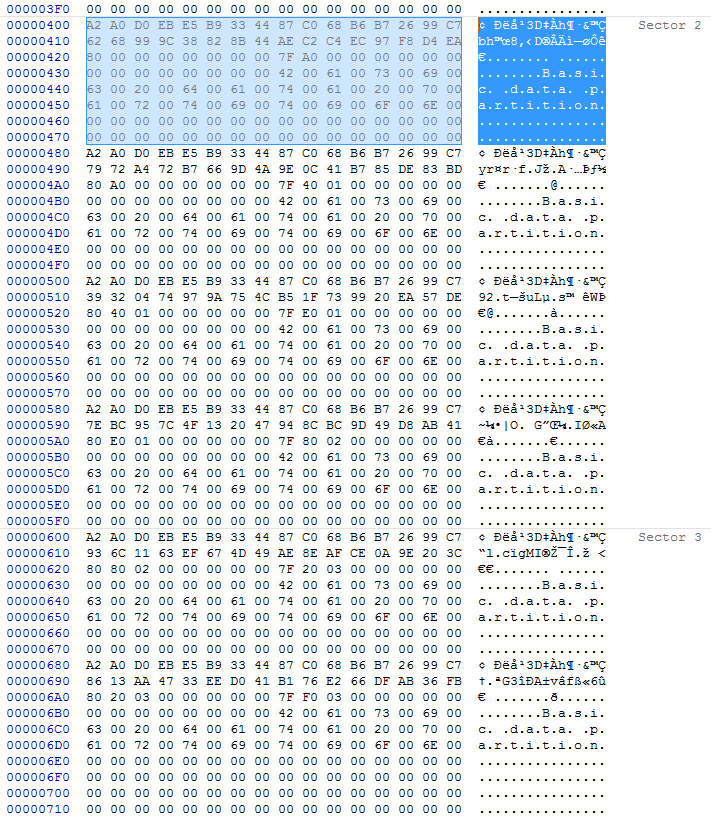 000003F0 00 00 00 00 00 00 00 00 00 00 00 00 00 00 00 00 ................
00000400 A2 A0 D0 EB E5 B9 33 44 87 C0 68 B6 B7 26 99 C7 ¢ Ðëå¹3D‡Àh¶·&™Ç Sector 2
00000410 62 68 99 9C 38 82 8B 44 AE C2 C4 EC 97 F8 D4 EA bh™œ8‚‹D®ÂÄì—øÔê
00000420 80 00 00 00 00 00 00 00 7F A0 00 00 00 00 00 00 €........ ......
00000430 00 00 00 00 00 00 00 00 42 00 61 00 73 00 69 00 ........B.a.s.i.
00000440 63 00 20 00 64 00 61 00 74 00 61 00 20 00 70 00 c. .d.a.t.a. .p.
00000450 61 00 72 00 74 00 69 00 74 00 69 00 6F 00 6E 00 a.r.t.i.t.i.o.n.
00000460 00 00 00 00 00 00 00 00 00 00 00 00 00 00 00 00 ................
00000470 00 00 00 00 00 00 00 00 00 00 00 00 00 00 00 00 ................
00000480 A2 A0 D0 EB E5 B9 33 44 87 C0 68 B6 B7 26 99 C7 ¢ Ðëå¹3D‡Àh¶·&™Ç
00000490 79 72 A4 72 B7 66 9D 4A 9E 0C 41 B7 85 DE 83 BD yr¤r·f.Jž.A·…Þƒ½
000004A0 80 A0 00 00 00 00 00 00 7F 40 01 00 00 00 00 00 € .......@......
000004B0 00 00 00 00 00 00 00 00 42 00 61 00 73 00 69 00 ........B.a.s.i.
000004C0 63 00 20 00 64 00 61 00 74 00 61 00 20 00 70 00 c. .d.a.t.a. .p.
000004D0 61 00 72 00 74 00 69 00 74 00 69 00 6F 00 6E 00 a.r.t.i.t.i.o.n.
000004E0 00 00 00 00 00 00 00 00 00 00 00 00 00 00 00 00 ................
000004F0 00 00 00 00 00 00 00 00 00 00 00 00 00 00 00 00 ................
00000500 A2 A0 D0 EB E5 B9 33 44 87 C0 68 B6 B7 26 99 C7 ¢ Ðëå¹3D‡Àh¶·&™Ç
00000510 39 32 04 74 97 9A 75 4C B5 1F 73 99 20 EA 57 DE 92.t—šuLµ.s™ êWÞ
00000520 80 40 01 00 00 00 00 00 7F E0 01 00 00 00 00 00 €@.......à......
00000530 00 00 00 00 00 00 00 00 42 00 61 00 73 00 69 00 ........B.a.s.i.
00000540 63 00 20 00 64 00 61 00 74 00 61 00 20 00 70 00 c. .d.a.t.a. .p.
00000550 61 00 72 00 74 00 69 00 74 00 69 00 6F 00 6E 00 a.r.t.i.t.i.o.n.
00000560 00 00 00 00 00 00 00 00 00 00 00 00 00 00 00 00 ................
00000570 00 00 00 00 00 00 00 00 00 00 00 00 00 00 00 00 ................
00000580 A2 A0 D0 EB E5 B9 33 44 87 C0 68 B6 B7 26 99 C7 ¢ Ðëå¹3D‡Àh¶·&™Ç
00000590 7E BC 95 7C 4F 13 20 47 94 8C BC 9D 49 D8 AB 41 ~¼•|O. G”Œ¼.IØ«A
000005A0 80 E0 01 00 00 00 00 00 7F 80 02 00 00 00 00 00 €à.......€......
000005B0 00 00 00 00 00 00 00 00 42 00 61 00 73 00 69 00 ........B.a.s.i.
000005C0 63 00 20 00 64 00 61 00 74 00 61 00 20 00 70 00 c. .d.a.t.a. .p.
000005D0 61 00 72 00 74 00 69 00 74 00 69 00 6F 00 6E 00 a.r.t.i.t.i.o.n.
000005E0 00 00 00 00 00 00 00 00 00 00 00 00 00 00 00 00 ................
000005F0 00 00 00 00 00 00 00 00 00 00 00 00 00 00 00 00 ................
00000600 A2 A0 D0 EB E5 B9 33 44 87 C0 68 B6 B7 26 99 C7 ¢ Ðëå¹3D‡Àh¶·&™Ç Sector 3
00000610 93 6C 11 63 EF 67 4D 49 AE 8E AF CE 0A 9E 20 3C “l.cïgMI®Ž¯Î.ž <
00000620 80 80 02 00 00 00 00 00 7F 20 03 00 00 00 00 00 €€....... ......
00000630 00 00 00 00 00 00 00 00 42 00 61 00 73 00 69 00 ........B.a.s.i.
00000640 63 00 20 00 64 00 61 00 74 00 61 00 20 00 70 00 c. .d.a.t.a. .p.
00000650 61 00 72 00 74 00 69 00 74 00 69 00 6F 00 6E 00 a.r.t.i.t.i.o.n.
00000660 00 00 00 00 00 00 00 00 00 00 00 00 00 00 00 00 ................
00000670 00 00 00 00 00 00 00 00 00 00 00 00 00 00 00 00 ................
00000680 A2 A0 D0 EB E5 B9 33 44 87 C0 68 B6 B7 26 99 C7 ¢ Ðëå¹3D‡Àh¶·&™Ç
00000690 86 13 AA 47 33 EE D0 41 B1 76 E2 66 DF AB 36 FB †.ªG3îÐA±vâfß«6û
000006A0 80 20 03 00 00 00 00 00 7F F0 03 00 00 00 00 00 € .......ð......
000006B0 00 00 00 00 00 00 00 00 42 00 61 00 73 00 69 00 ........B.a.s.i.
000006C0 63 00 20 00 64 00 61 00 74 00 61 00 20 00 70 00 c. .d.a.t.a. .p.
000006D0 61 00 72 00 74 00 69 00 74 00 69 00 6F 00 6E 00 a.r.t.i.t.i.o.n.
000006E0 00 00 00 00 00 00 00 00 00 00 00 00 00 00 00 00 ................
000006F0 00 00 00 00 00 00 00 00 00 00 00 00 00 00 00 00 ................
00000700 00 00 00 00 00 00 00 00 00 00 00 00 00 00 00 00 ................
00000710 00 00 00 00 00 00 00 00 00 00 00 00 00 00 00 00 ................